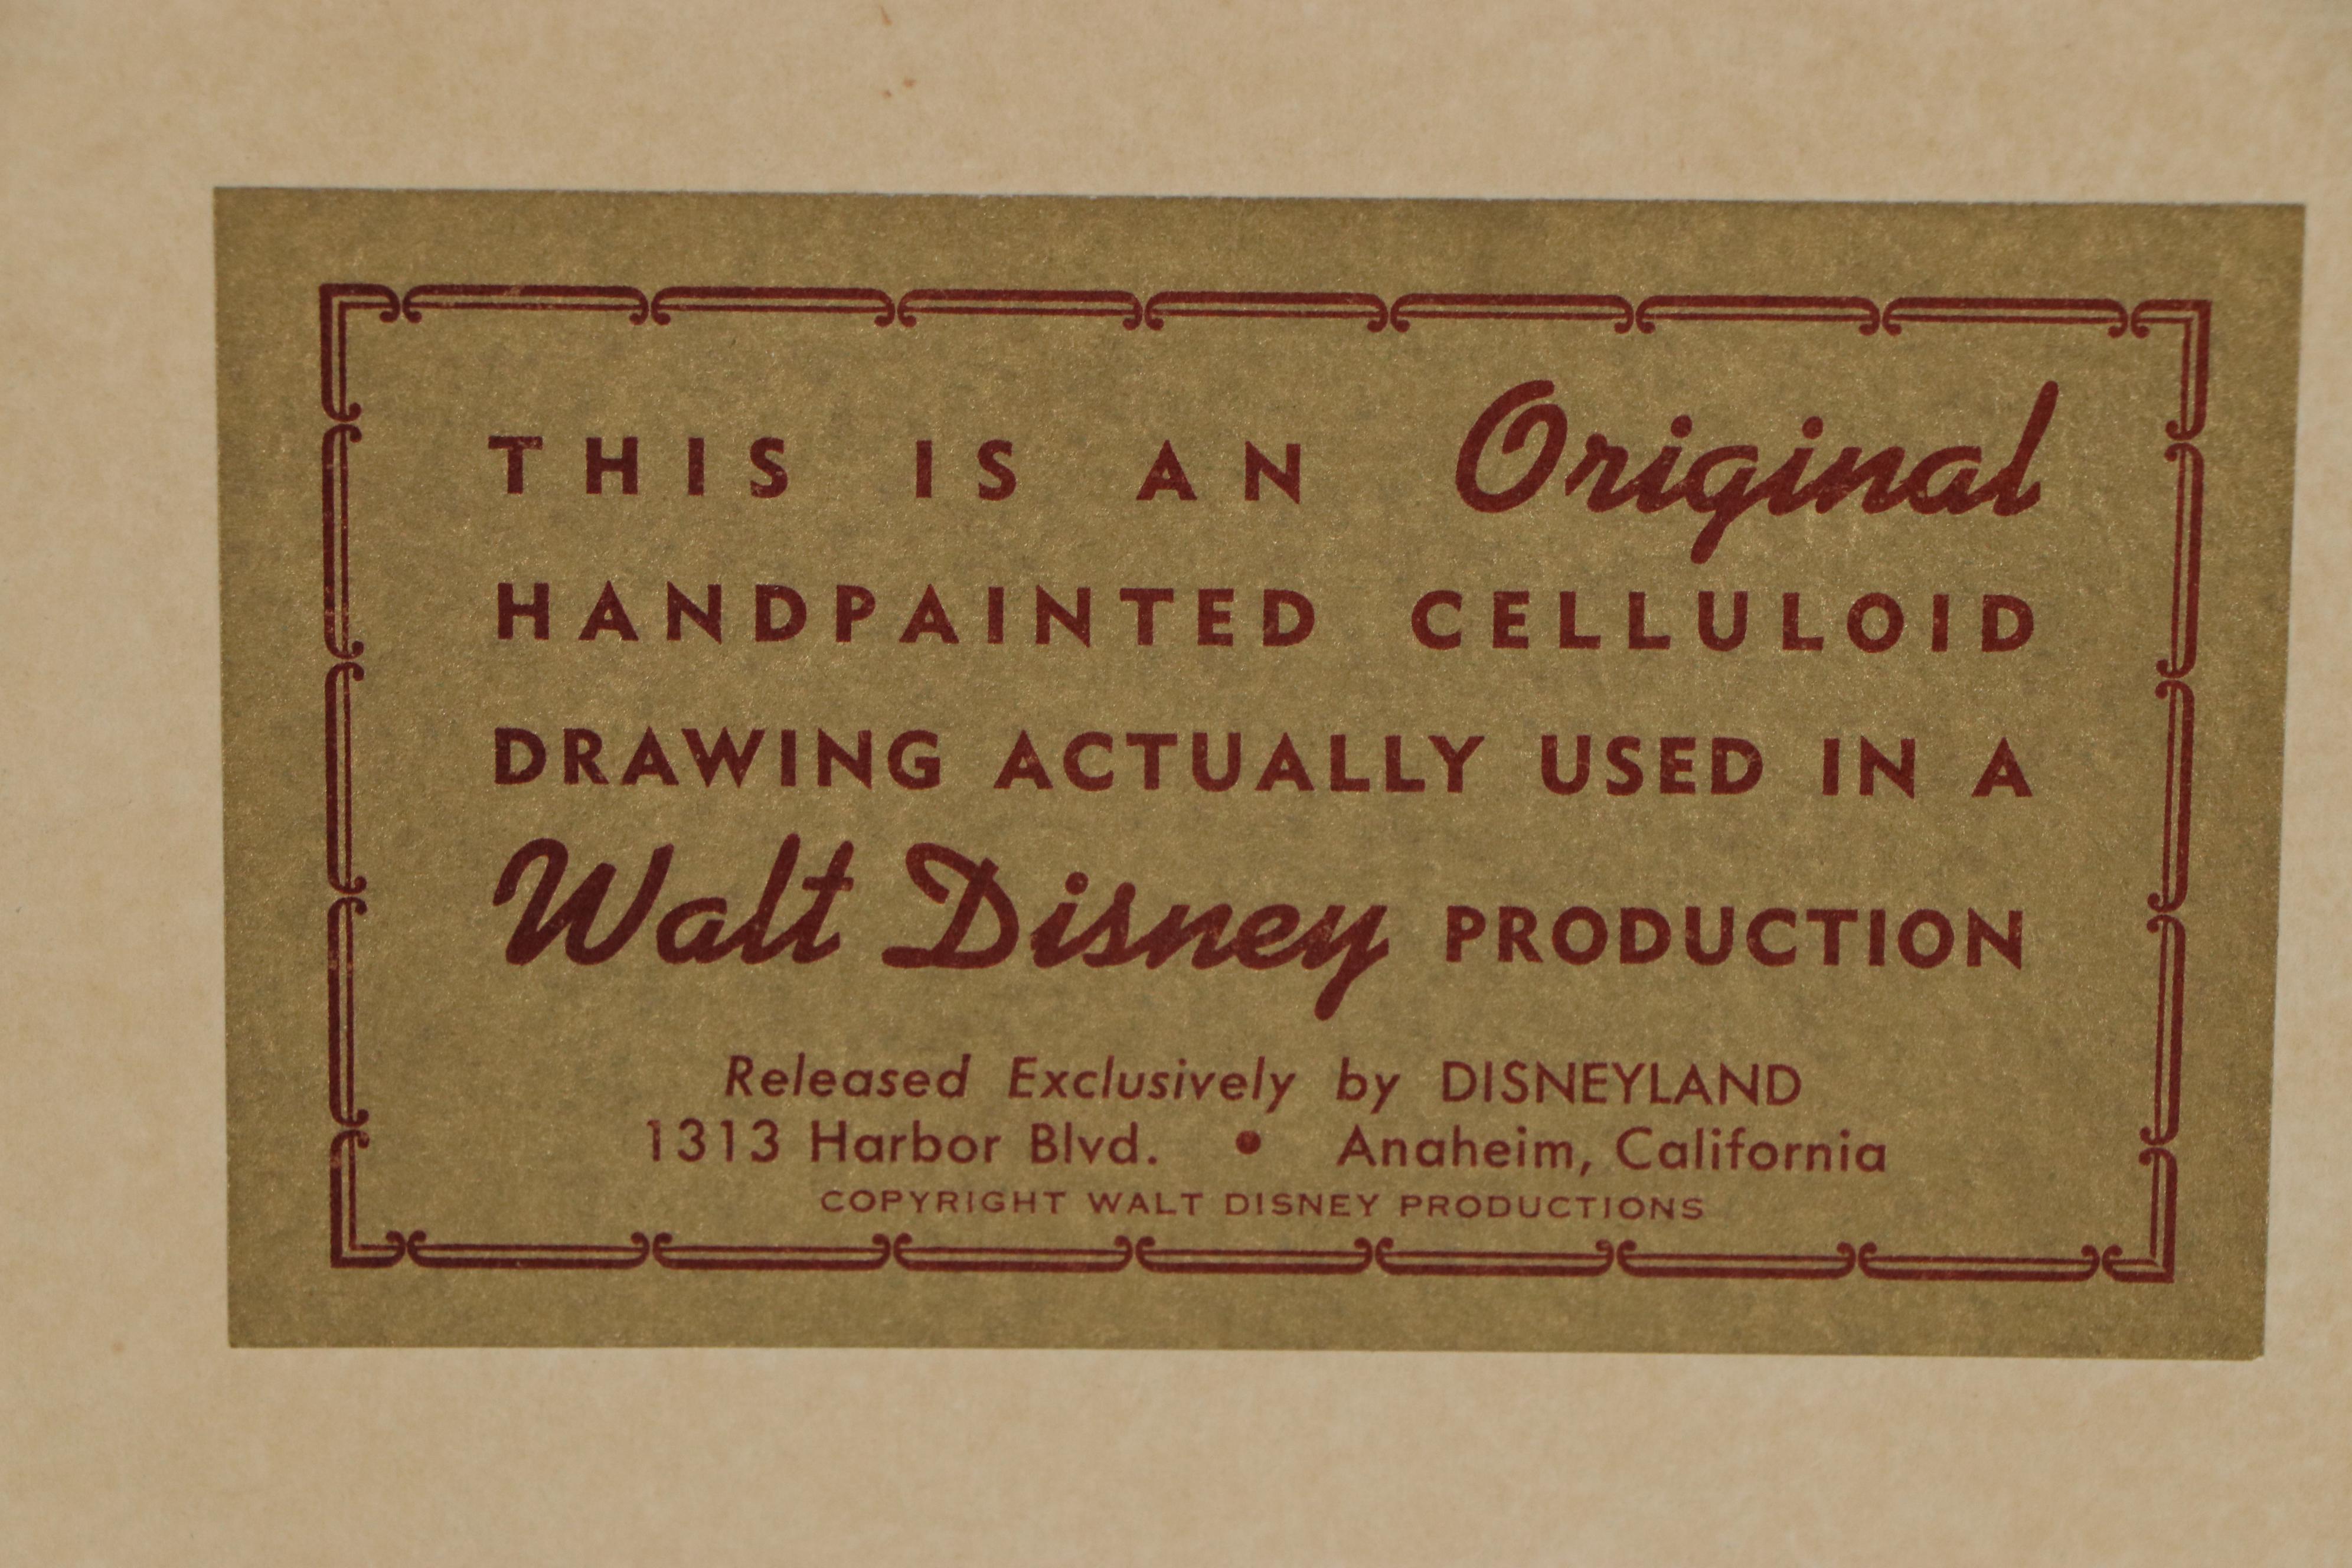 THIS IS AN Original
HANDPAINTED CELLULOID
DRAWING ACTUALLY USED IN A
Walt Disney PRODUCTION
Released Exclusively by DISNEYLAND
1313 Harbor Blvd. • Anaheim, California
COPYRIGHT WALT DISNEY PRODUCTIONS